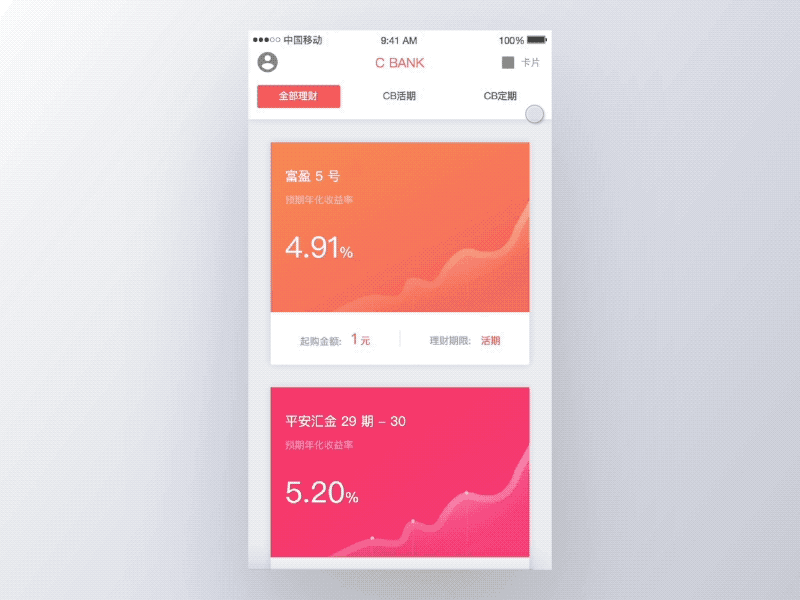 中国移动 9:41 AM 100%
C BANK 卡片
全部理财 CB活期 CB定期
富盈 5 号
预期年化收益率
4.91%
起购金额: 1 元 理财期限: 活期
平安汇金 29 期 – 30
预期年化收益率
5.20%